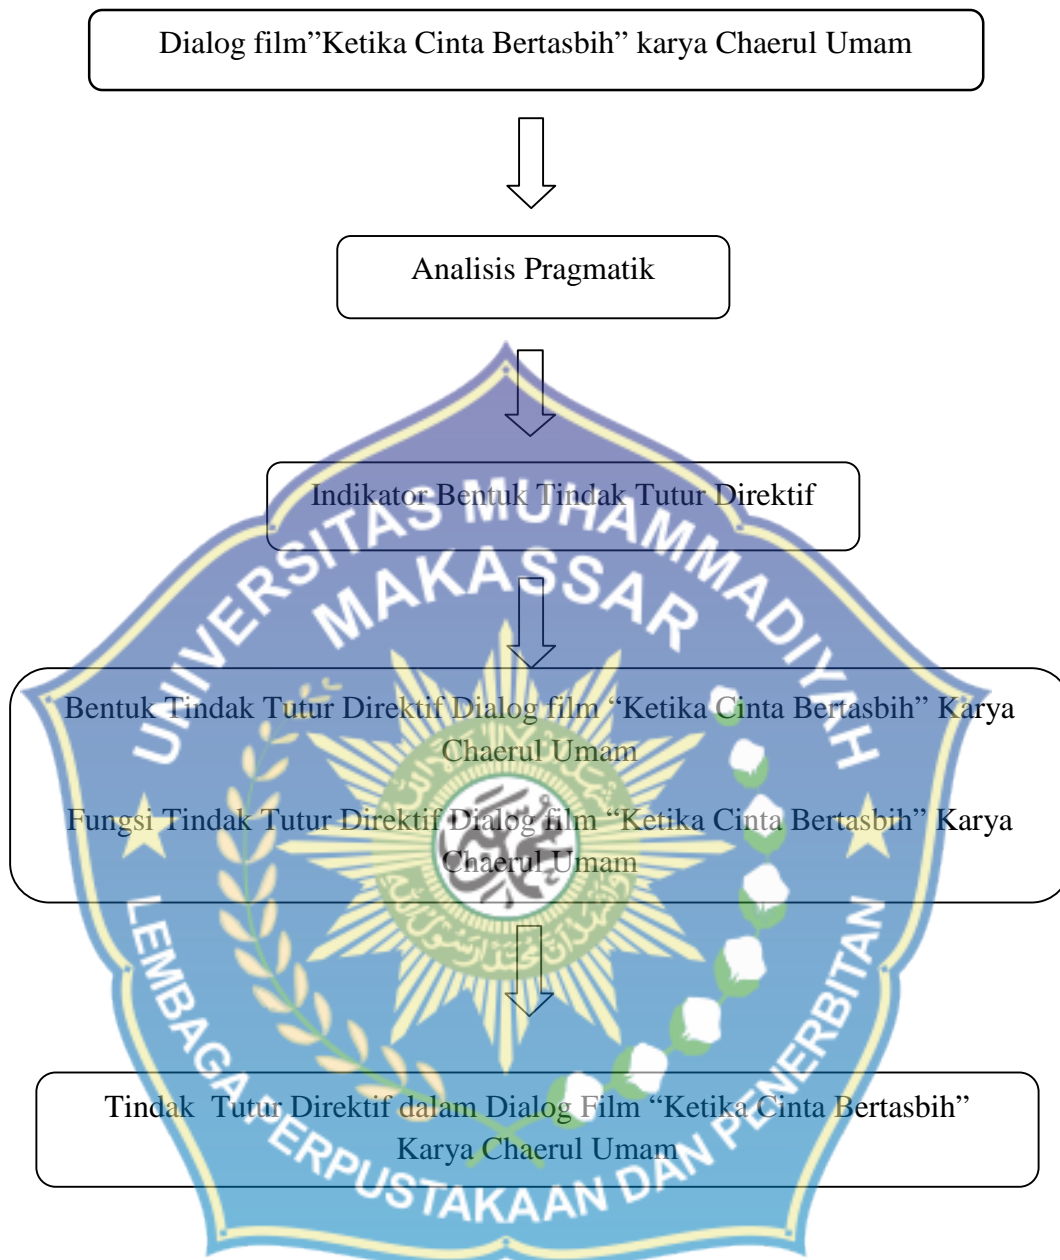 Dialog film”Ketika Cinta Bertasbih” karya Chaerul Umam
Analisis Pragmatik
Indikator Bentuk Tindak Tutur Direktif
UNIVERSITAS MUHAMMADIYAH
MAKASSAR
Bentuk Tindak Tutur Direktif Dialog film “Ketika Cinta Bertasbih” Karya
Chaerul Umam
Fungsi Tindak Tutur Direktif Dialog film “Ketika Cinta Bertasbih” Karya
Chaerul Umam
Tindak Tutur Direktif dalam Dialog Film “Ketika Cinta Bertasbih”
Karya Chaerul Umam
LEMBAGA PERPUSTAKAAN DAN PENERBITAN